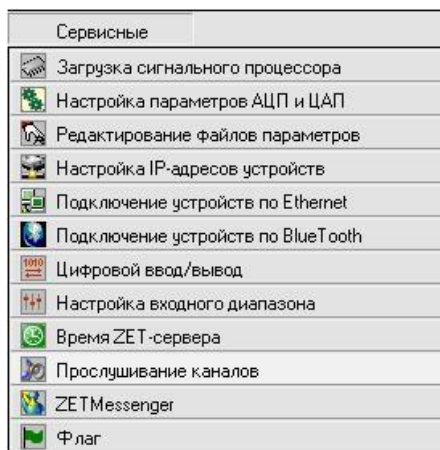 Сервисные
Загрузка сигнального процессора
Настройка параметров АЦП и ЦАП
Редактирование файлов параметров
Настройка IP-адресов устройств
Подключение устройств по Ethernet
Подключение устройств по BlueTooth
1010
Цифровой ввод/вывод
Настройка входного диапазона
Время ZET-сервера
Прослушивание каналов
ZETMessenger
Флаг